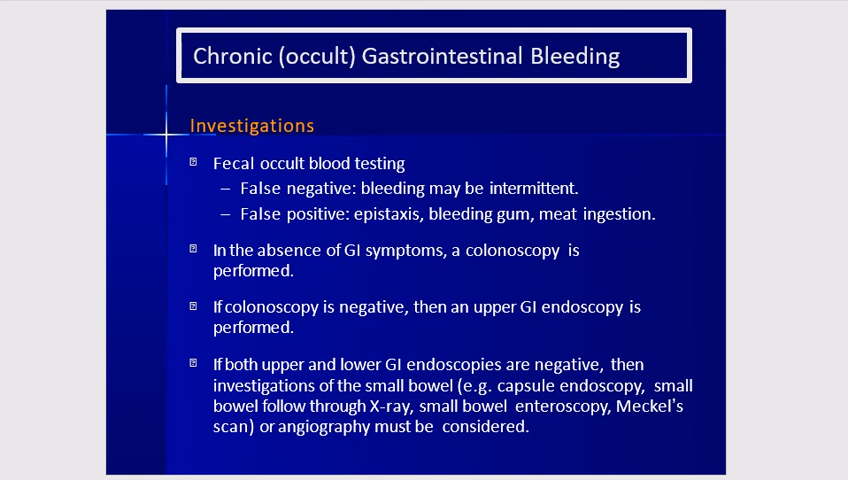 Chronic (occult) Gastrointestinal Bleeding
Investigations
Fecal occult blood testing
– False negative: bleeding may be intermittent.
– False positive: epistaxis, bleeding gum, meat ingestion.
In the absence of GI symptoms, a colonoscopy is
performed.
If colonoscopy is negative, then an upper GI endoscopy is
performed.
If both upper and lower GI endoscopies are negative, then
investigations of the small bowel (e.g. capsule endoscopy, small
bowel follow through X-ray, small bowel enteroscopy, Meckel's
scan) or angiography must be considered.